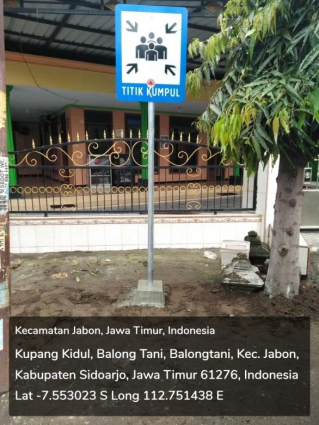 TITIK KUMPUL
Kecamatan Jabon, Jawa Timur, Indonesia
Kupang Kidul, Balong Tani, Balongtani, Kec. Jabon,
Kabupaten Sidoarjo, Jawa Timur 61276, Indonesia
Lat -7.553023 S Long 112.751438 E